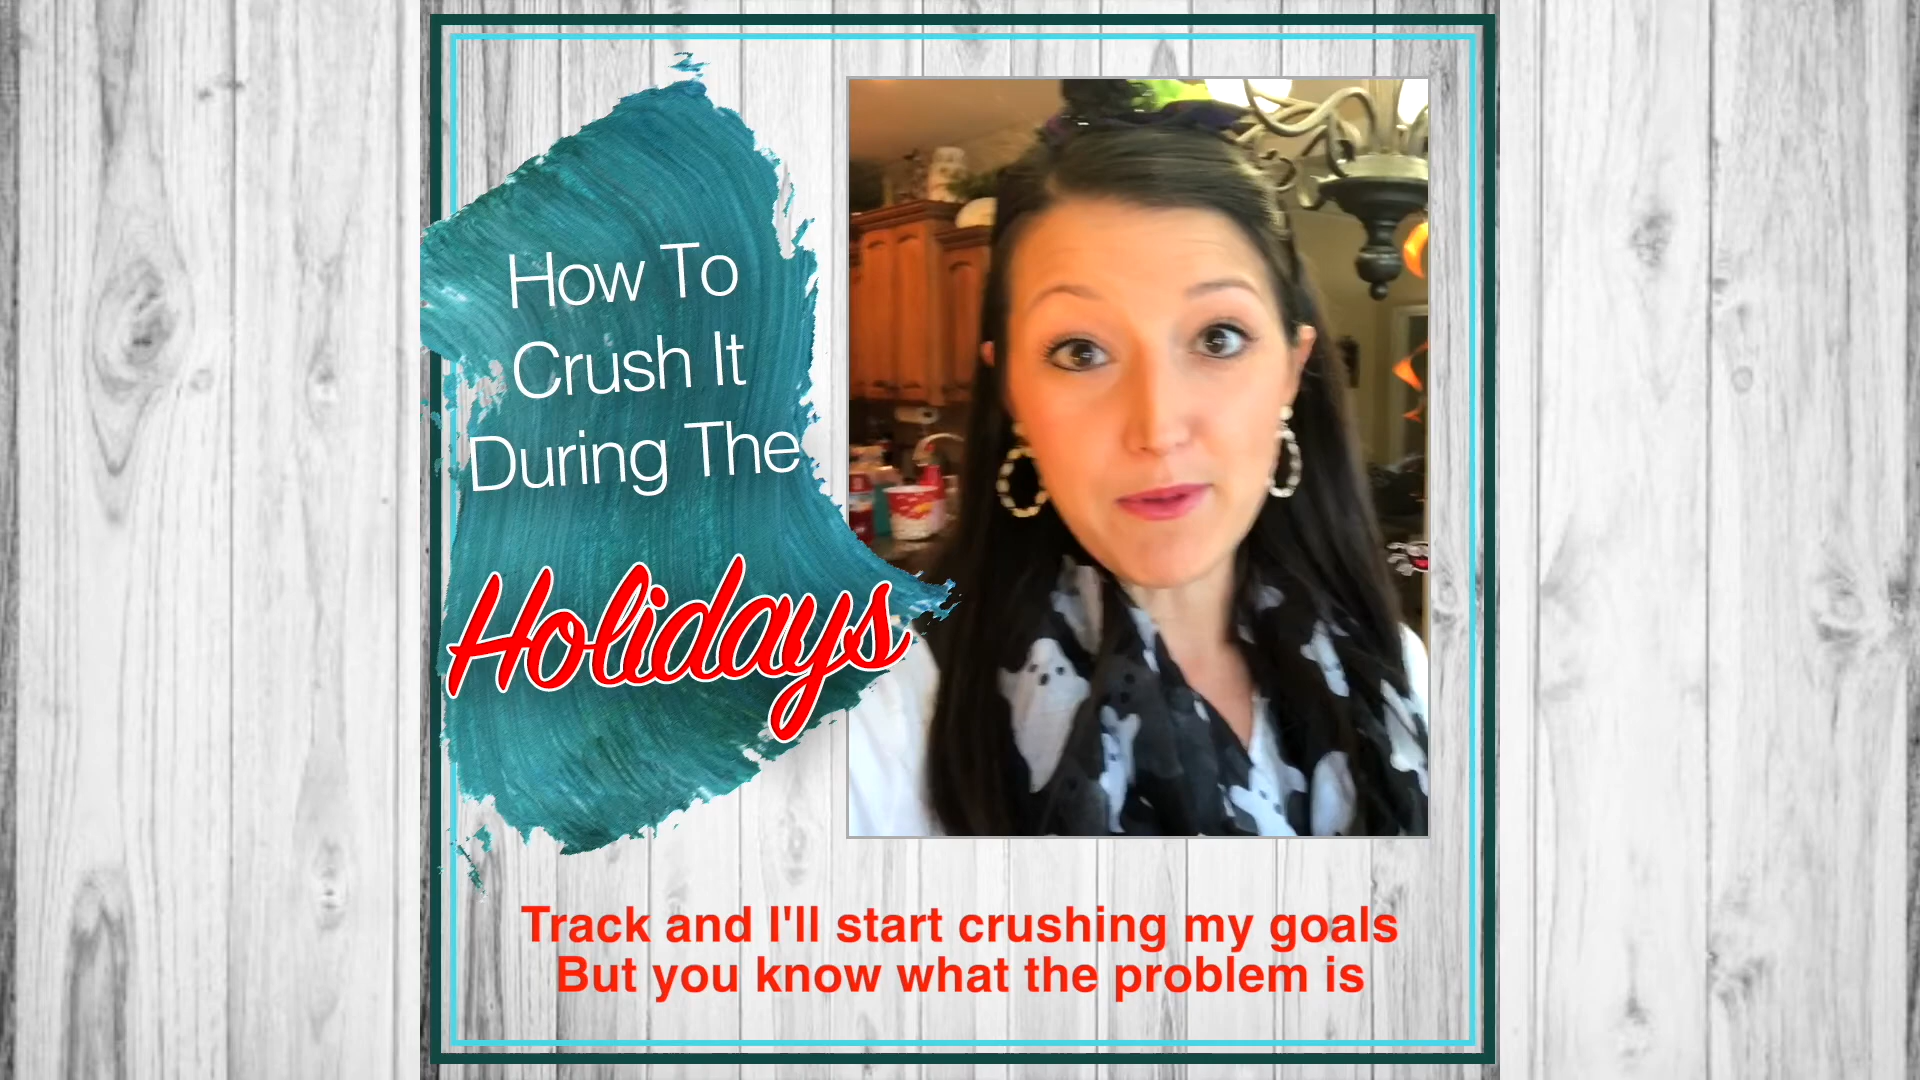 How To
Crush It
During The
Holidays
Track and I'll start crushing my goals
But you know what the problem is